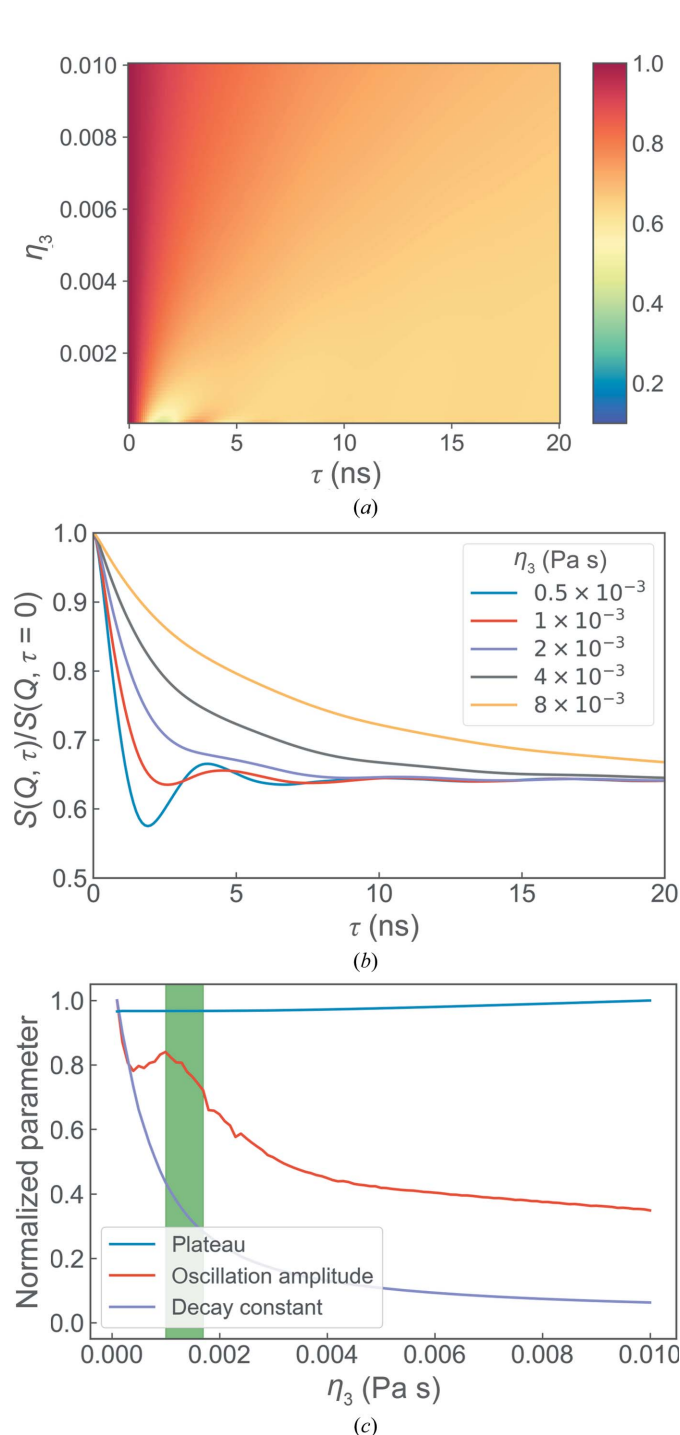 0.010
0.008
0.006
0.004
0.002
η3
0 5 10 15 20
τ (ns)
1.0
0.8
0.6
0.4
0.2
(a)
1.0
0.9
0.8
0.7
0.6
0.5
S(Q, τ)/S(Q, τ = 0)
η3 (Pa s)
0.5 × 10−3
1 × 10−3
2 × 10−3
4 × 10−3
8 × 10−3
0 5 10 15 20
τ (ns)
(b)
1.0
0.8
0.6
0.4
0.2
0.0
Normalized parameter
Plateau
Oscillation amplitude
Decay constant
0.000 0.002 0.004 0.006 0.008 0.010
η3 (Pa s)
(c)